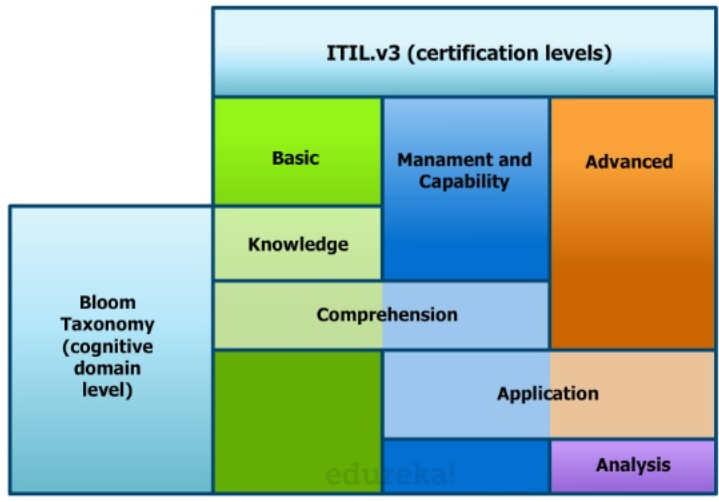 ITIL.v3 (certification levels)
Basic
Manament and
Capability
Advanced
Knowledge
Bloom
Taxonomy
(cognitive
domain
level)
Comprehension
Application
Analysis
edureka!